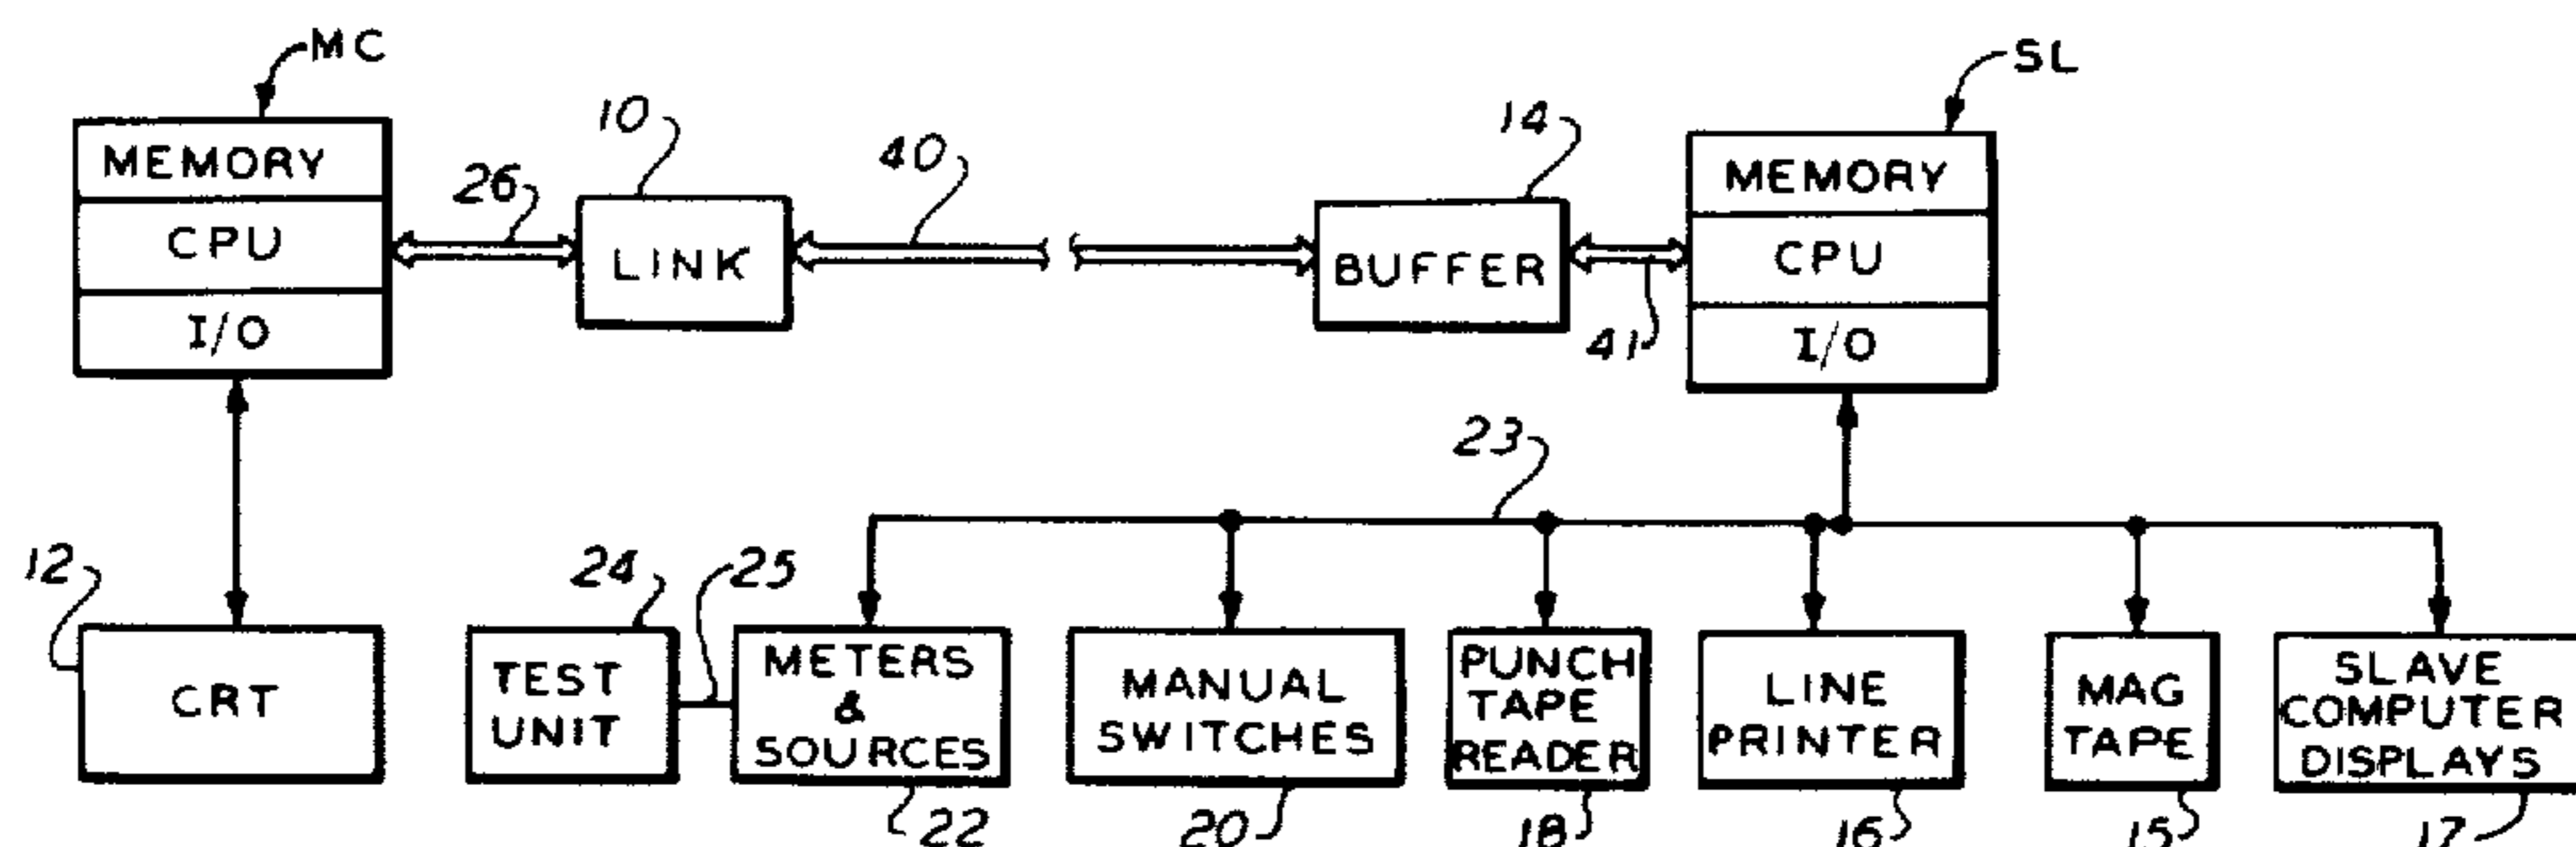 MC
SL
10
14
40
26
MEMORY
CPU
I/O
LINK
BUFFER
41
MEMORY
CPU
I/O
23
12
24
25
CRT
TEST
UNIT
METERS
&
SOURCES
MANUAL
SWITCHES
PUNCH
TAPE
READER
LINE
PRINTER
MAG
TAPE
SLAVE
COMPUTER
DISPLAYS
22
20
18
16
15
17